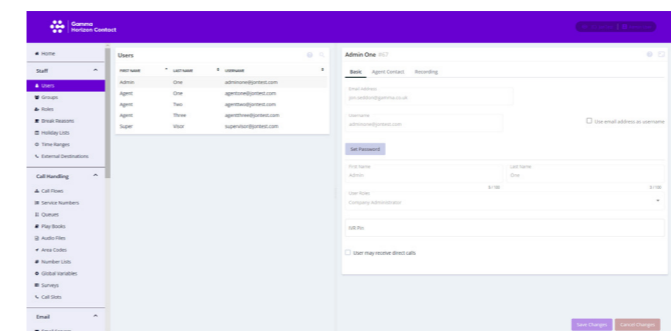 Gamma
Horizon Contact
Home
Staff
Users
Groups
Roles
Break Reasons
Holiday Lists
Time Ranges
External Destinations
Call Handling
Call Flows
Service Numbers
Queues
Play Books
Audio Files
Area Codes
Number Lists
Global Variables
Surveys
Call Slots
Email
Users
FIRST NAME LAST NAME USERNAME
Admin One adminone@jontest.com
Agent One agentone@jontest.com
Agent Two agenttwo@jontest.com
Agent Three agentthree@jontest.com
Super Visor supervisor@jontest.com
Admin One
Basic Agent Contact Recording
Email Address
Username
adminone@jontest.com
Use email address as username
Set Password
First Name Last Name
Admin One
User Roles
Company Administrator
IVR Pin
User may receive direct calls
Save Changes Cancel Changes